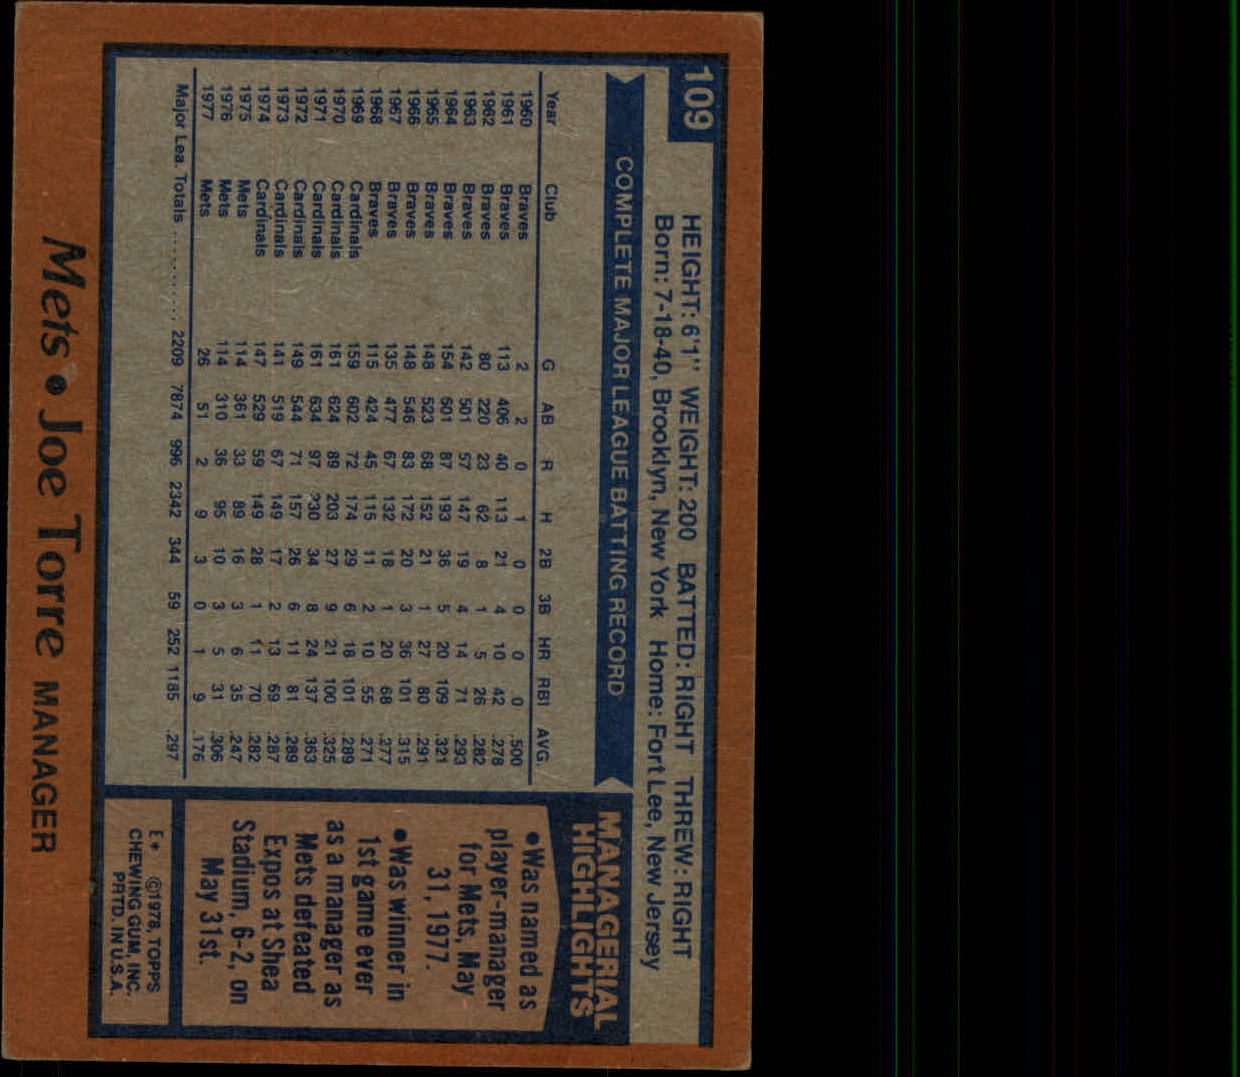 109
HEIGHT: 6'1" WEIGHT: 200 BATTED: RIGHT THREW: RIGHT
Born: 7-18-40, Brooklyn, New York Home: Fort Lee, New Jersey
COMPLETE MAJOR LEAGUE BATTING RECORD
Year Club G AB R H 2B 3B HR RBI AVG.
1960 Braves 2 2 0 1 0 0 0 0 .500
1961 Braves 113 406 40 113 21 4 10 42 .278
1962 Braves 80 220 23 62 8 1 5 26 .282
1963 Braves 142 501 57 147 19 4 14 71 .293
1964 Braves 154 601 87 193 36 5 20 109 .321
1965 Braves 148 523 68 152 21 1 27 80 .291
1966 Braves 148 546 83 172 20 3 36 101 .315
1967 Braves 135 477 67 132 18 1 20 68 .277
1968 Braves 115 424 45 115 11 2 10 55 .271
1969 Cardinals 159 602 72 174 29 6 18 101 .289
1970 Cardinals 161 624 89 203 27 9 21 100 .325
1971 Cardinals 161 634 97 230 34 8 24 137 .363
1972 Cardinals 149 544 71 157 26 6 11 81 .289
1973 Cardinals 141 519 67 149 17 2 13 69 .287
1974 Cardinals 147 529 59 149 28 1 11 70 .282
1975 Mets 114 361 33 89 16 3 6 35 .247
1976 Mets 114 310 36 95 10 3 5 31 .306
1977 Mets 26 51 2 9 3 0 1 9 .176
Major Lea. Totals .......... 2209 7874 996 2342 344 59 252 1185 .297
MANAGERIAL
HIGHLIGHTS
●Was named as
player-manager
for Mets, May
31, 1977.
●Was winner in
1st game ever
as a manager as
Mets defeated
Expos at Shea
Stadium, 6-2, on
May 31st.
E* ©1978, TOPPS
CHEWING GUM, INC.
PRTD. IN U.S.A.
Mets ● Joe Torre MANAGER